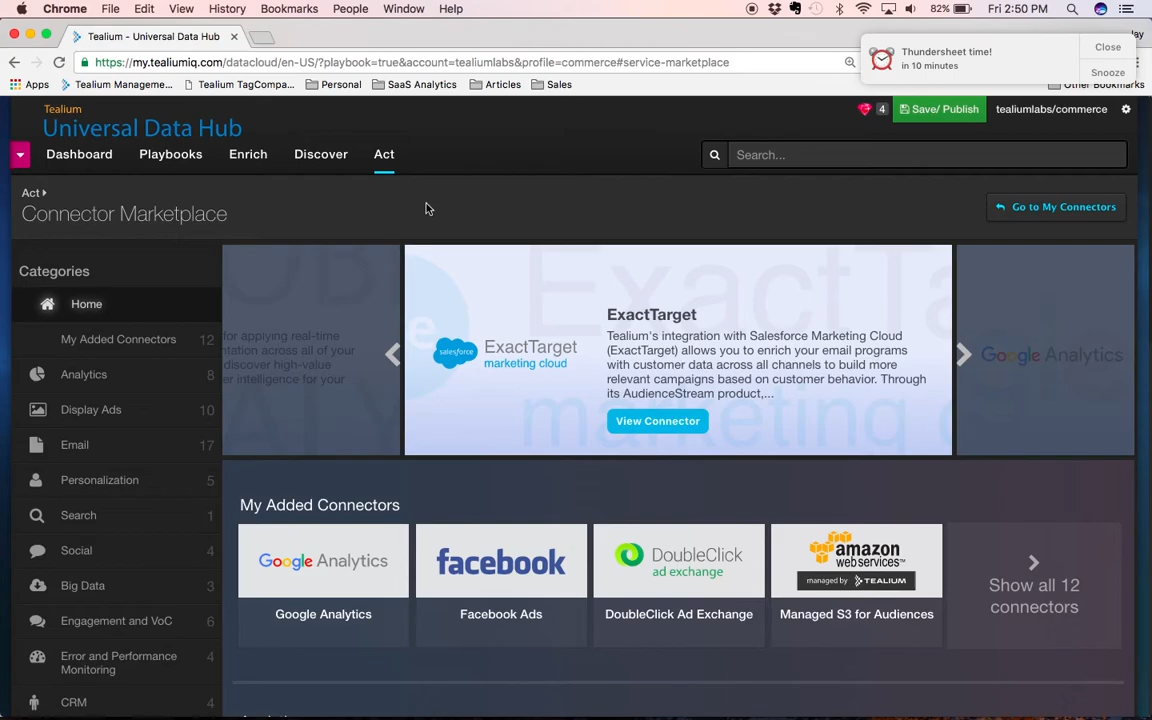 Chrome File Edit View History Bookmarks People Window Help
82% Fri 2:50 PM
Tealium - Universal Data Hub
https://my.tealiumiq.com/datacloud/en-US/?playbook=true&account=tealiumlabs&profile=commerce#service-marketplace
Thundersheet time!
in 10 minutes
Close
Snooze
Apps Tealium Manageme... Tealium TagCompa... Personal SaaS Analytics Articles Sales Other Bookmarks
Tealium
Universal Data Hub
4 Save/ Publish tealiumlabs/commerce
Dashboard Playbooks Enrich Discover Act Search...
Act
Connector Marketplace
Go to My Connectors
Categories
Home
My Added Connectors 12
Analytics 8
Display Ads 10
Email 17
Personalization 5
Search 1
Social 4
Big Data 3
Engagement and VoC 6
Error and Performance
Monitoring 4
CRM 4
for applying real-time
tation across all of your
discover high-value
er intelligence for your
salesforce ExactTarget
marketing cloud
ExactTarget
Tealium's integration with Salesforce Marketing Cloud
(ExactTarget) allows you to enrich your email programs
with customer data across all channels to build more
relevant campaigns based on customer behavior. Through
its AudienceStream product,...
View Connector
Google Analytics
My Added Connectors
Google Analytics
Google Analytics
facebook
Facebook Ads
DoubleClick
ad exchange
DoubleClick Ad Exchange
amazon
web services
managed by TEALIUM
Managed S3 for Audiences
Show all 12
connectors